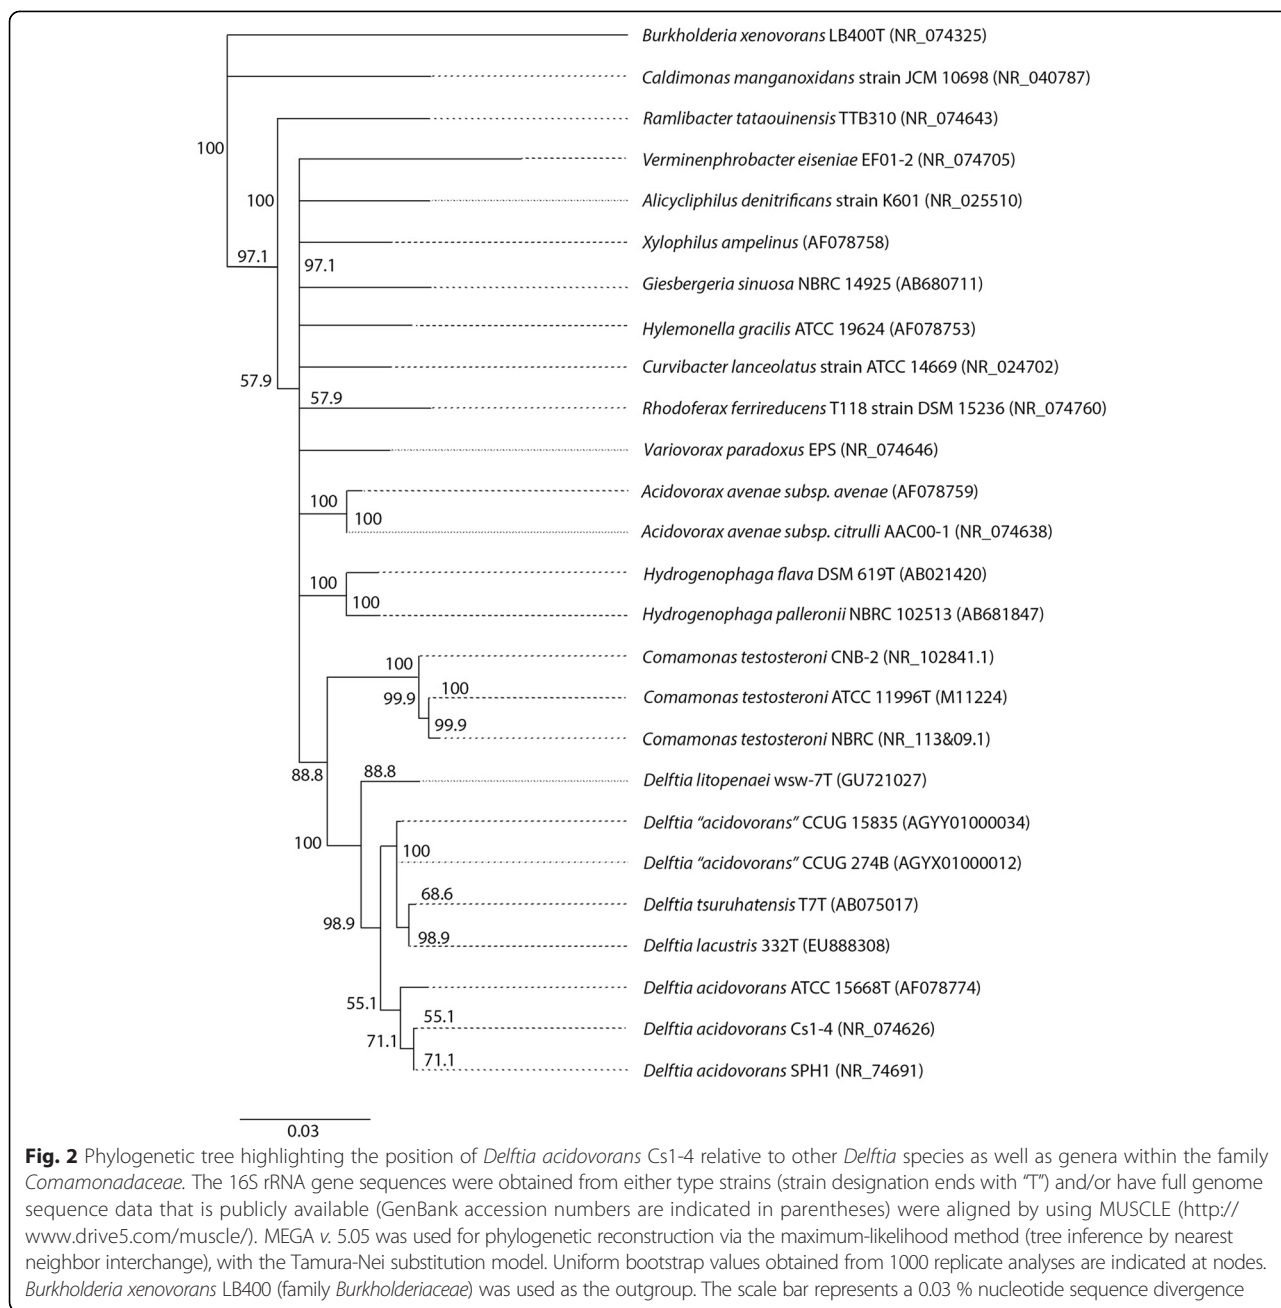 Burkholderia xenovorans LB400T (NR_074325)
Caldimonas manganoxidans strain JCM 10698 (NR_040787)
Ramlibacter tataouinensis TTB310 (NR_074643)
100
Verminenphrobacter eiseniae EF01-2 (NR_074705)
100
Alicycliphilus denitrificans strain K601 (NR_025510)
Xylophilus ampelinus (AF078758)
97.1
97.1
Giesbergeria sinuosa NBRC 14925 (AB680711)
Hylemonella gracilis ATCC 19624 (AF078753)
Curvibacter lanceolatus strain ATCC 14669 (NR_024702)
57.9
57.9
Rhodoferax ferrireducens T118 strain DSM 15236 (NR_074760)
Variovorax paradoxus EPS (NR_074646)
Acidovorax avenae subsp. avenae (AF078759)
100
100
Acidovorax avenae subsp. citrulli AAC00-1 (NR_074638)
Hydrogenophaga flava DSM 619T (AB021420)
100
100
Hydrogenophaga palleronii NBRC 102513 (AB681847)
Comamonas testosteroni CNB-2 (NR_102841.1)
100
100
99.9
Comamonas testosteroni ATCC 11996T (M11224)
99.9
Comamonas testosteroni NBRC (NR_113&09.1)
88.8
88.8
Delftia litopenaei wsw-7T (GU721027)
Delftia “acidovorans” CCUG 15835 (AGYY01000034)
100
100
Delftia “acidovorans” CCUG 274B (AGYX01000012)
68.6
Delftia tsuruhatensis T7T (AB075017)
98.9
98.9
Delftia lacustris 332T (EU888308)
Delftia acidovorans ATCC 15668T (AF078774)
55.1
55.1
Delftia acidovorans Cs1-4 (NR_074626)
71.1
71.1
Delftia acidovorans SPH1 (NR_74691)
0.03
Fig. 2 Phylogenetic tree highlighting the position of Delftia acidovorans Cs1-4 relative to other Delftia species as well as genera within the family
Comamonadaceae. The 16S rRNA gene sequences were obtained from either type strains (strain designation ends with “T”) and/or have full genome
sequence data that is publicly available (GenBank accession numbers are indicated in parentheses) were aligned by using MUSCLE (http://
www.drive5.com/muscle/). MEGA v. 5.05 was used for phylogenetic reconstruction via the maximum-likelihood method (tree inference by nearest
neighbor interchange), with the Tamura-Nei substitution model. Uniform bootstrap values obtained from 1000 replicate analyses are indicated at nodes.
Burkholderia xenovorans LB400 (family Burkholderiaceae) was used as the outgroup. The scale bar represents a 0.03 % nucleotide sequence divergence